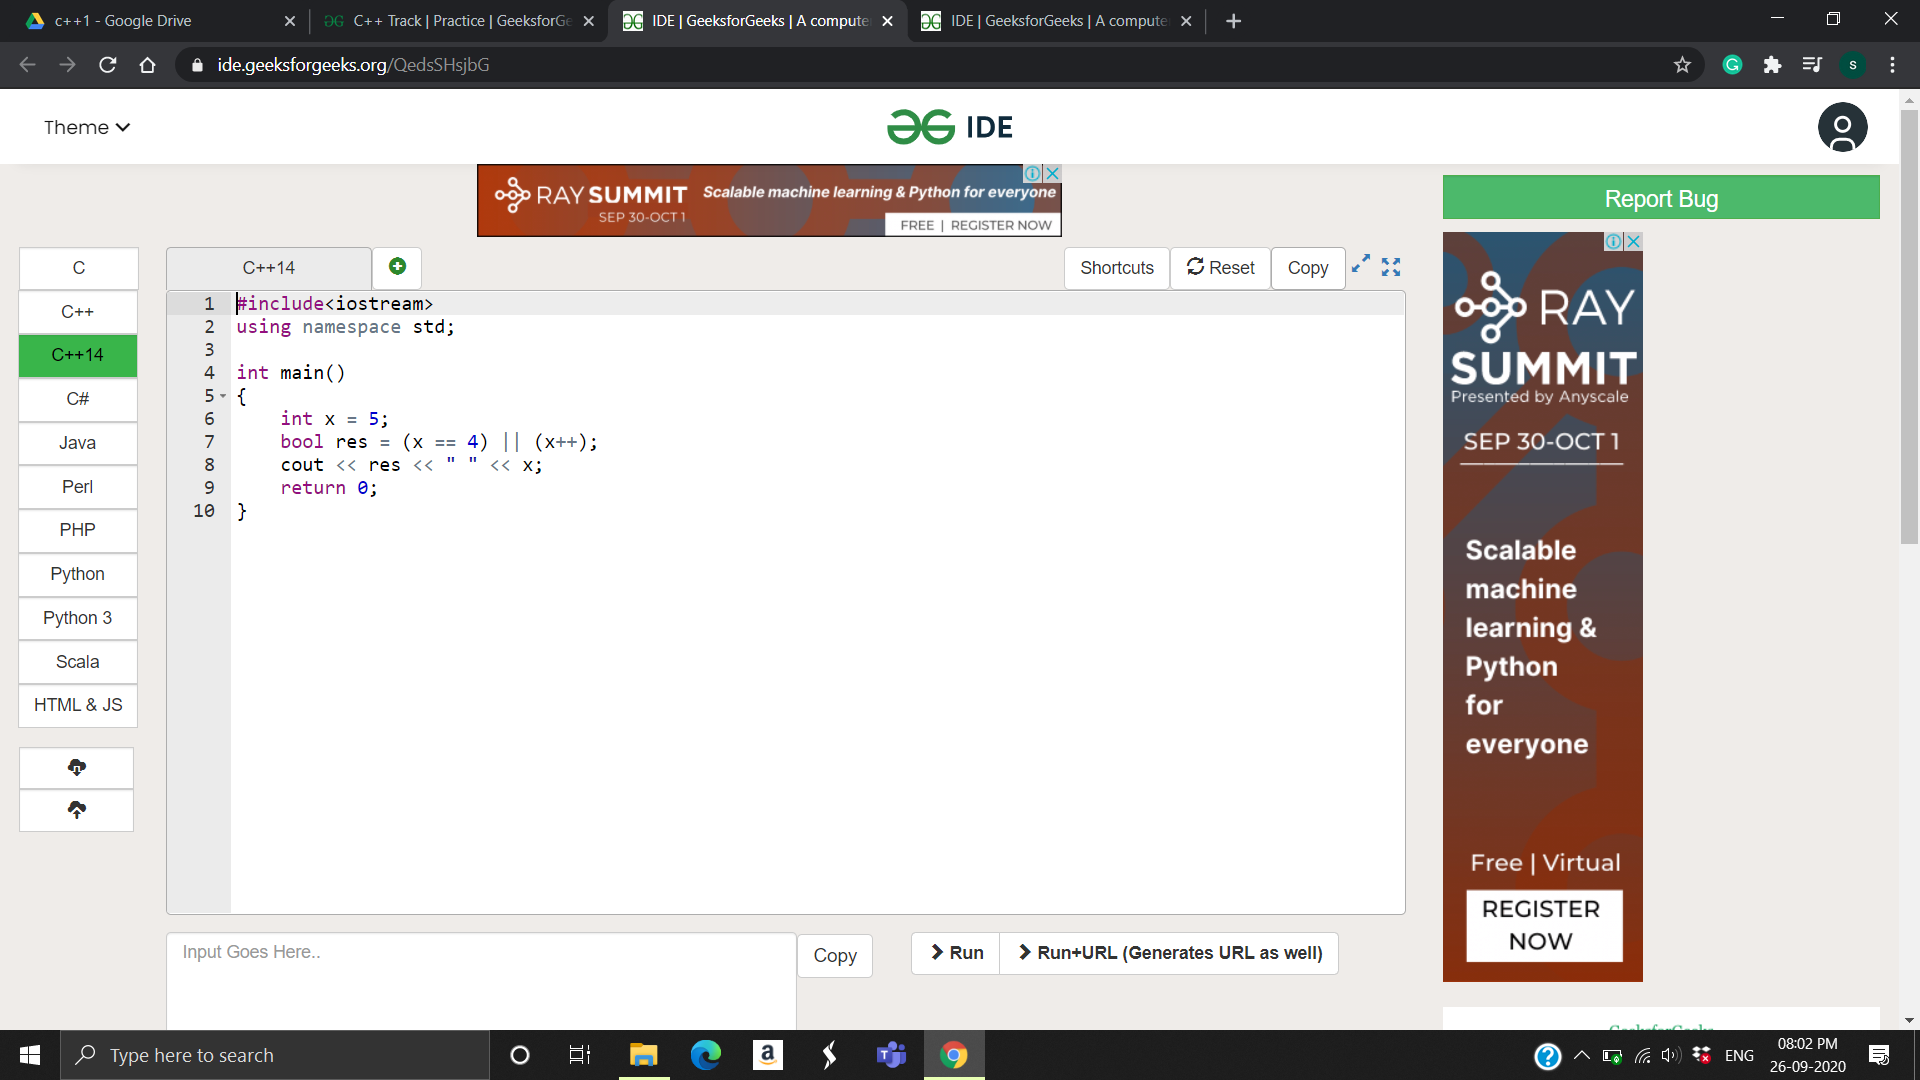 c++1 - Google Drive
C++ Track | Practice | GeeksforGe
IDE | GeeksforGeeks | A compute
IDE | GeeksforGeeks | A compute
ide.geeksforgeeks.org/QedsSHsjbG
s
Theme
IDE
RAY SUMMIT
SEP 30-OCT 1
Scalable machine learning & Python for everyone
FREE | REGISTER NOW
Report Bug
C
C++
C++14
C#
Java
Perl
PHP
Python
Python 3
Scala
HTML & JS
C++14
Shortcuts
Reset
Copy
1 #include<iostream>
2 using namespace std;
3
4 int main()
5 {
6 int x = 5;
7 bool res = (x == 4) || (x++);
8 cout << res << " " << x;
9 return 0;
10 }
RAY
SUMMIT
Presented by Anyscale
SEP 30-OCT 1
Scalable
machine
learning &
Python
for
everyone
Free | Virtual
REGISTER
NOW
Input Goes Here..
Copy
Run
Run+URL (Generates URL as well)
GeeksforGeeks
Type here to search
ENG
08:02 PM
26-09-2020